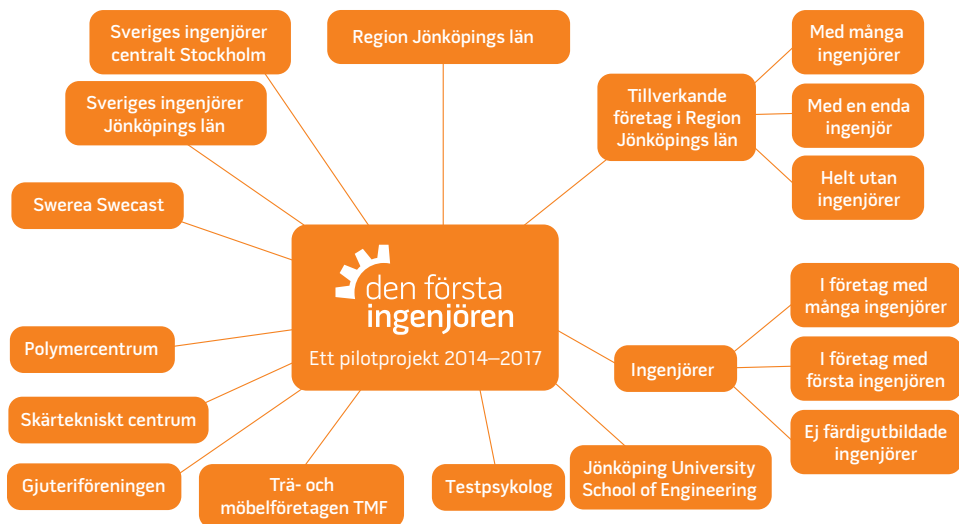 Sveriges ingenjörer
centralt Stockholm
Region Jönköpings län
Med många
ingenjörer
Sveriges ingenjörer
Jönköpings län
Tillverkande
företag i Region
Jönköpings län
Med en enda
ingenjör
Helt utan
ingenjörer
Swerea Swecast
den första
ingenjören
Ett pilotprojekt 2014–2017
I företag med
många ingenjörer
Polymercentrum
Ingenjörer
I företag med
första ingenjören
Skärtekniskt centrum
Ej färdigutbildade
ingenjörer
Gjuteriföreningen
Trä- och
möbelföretagen TMF
Testpsykolog
Jönköping University
School of Engineering